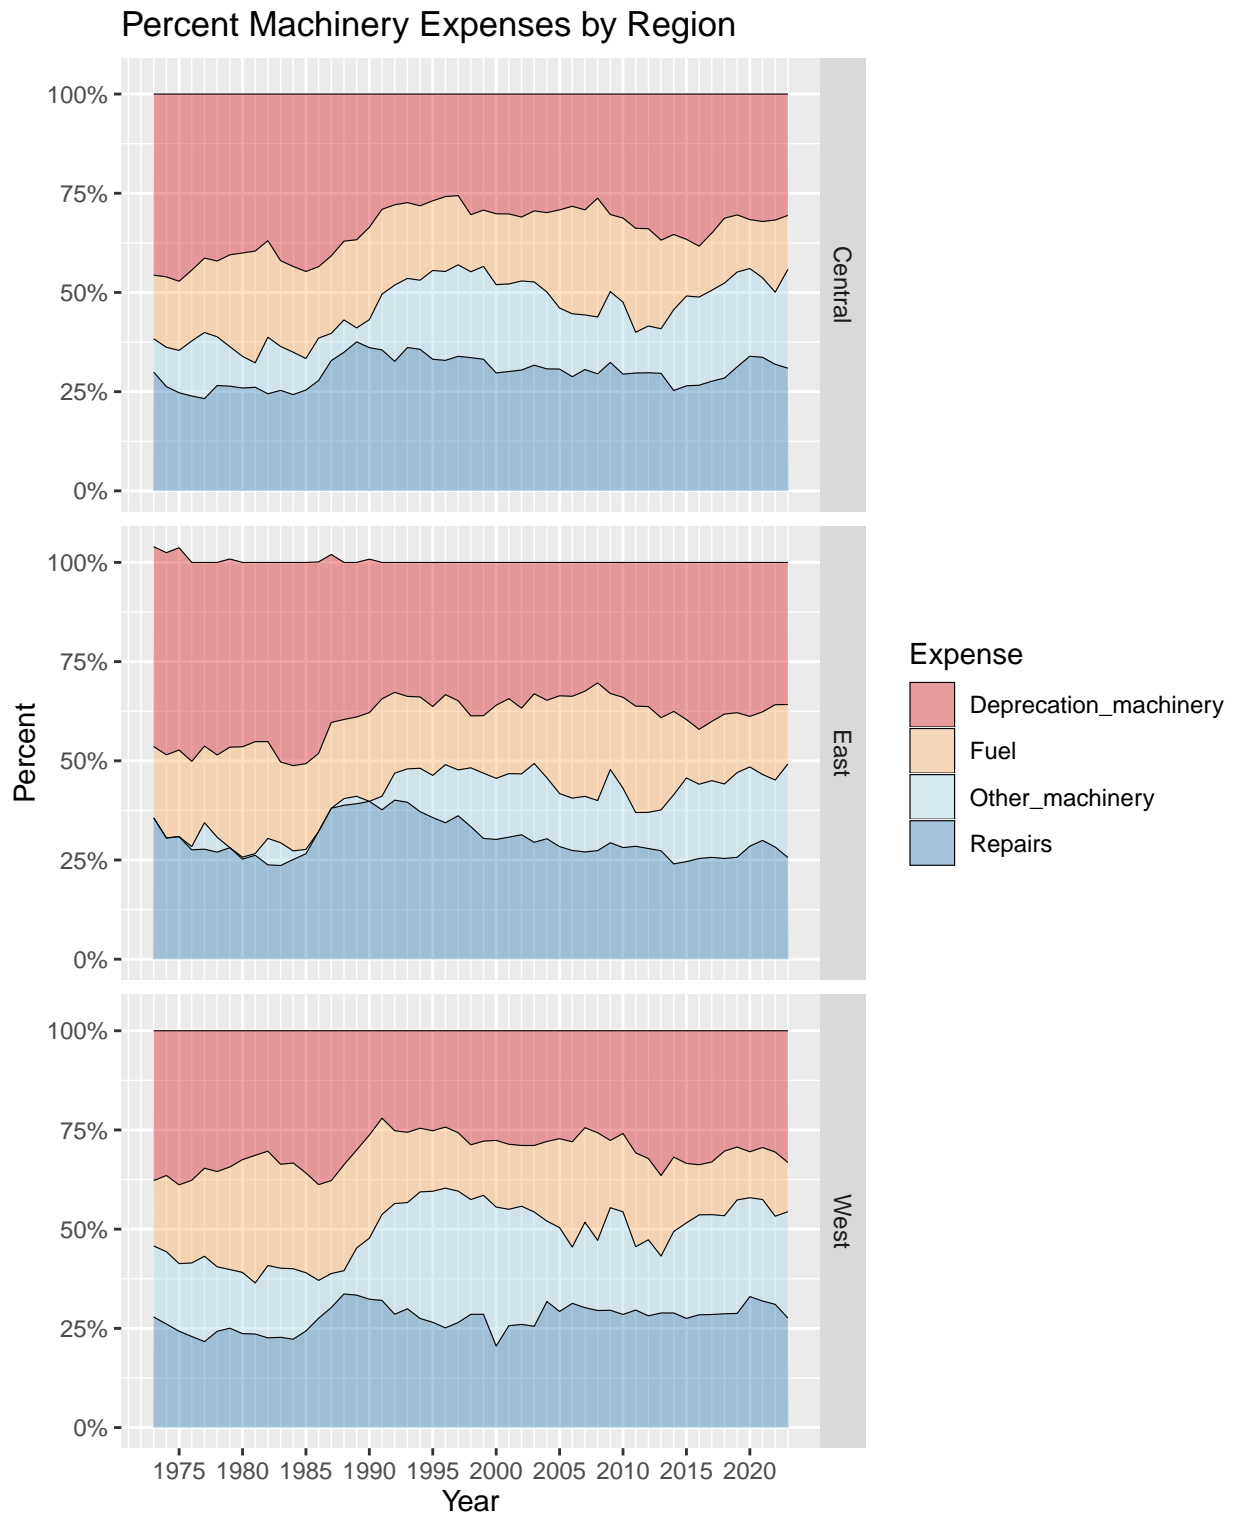 Percent Machinery Expenses by Region
100%
75%
50%
25%
0%
Central
100%
75%
50%
25%
0%
East
100%
75%
50%
25%
0%
West
1975 1980 1985 1990 1995 2000 2005 2010 2015 2020
Year
Percent
Expense
Deprecation_machinery
Fuel
Other_machinery
Repairs